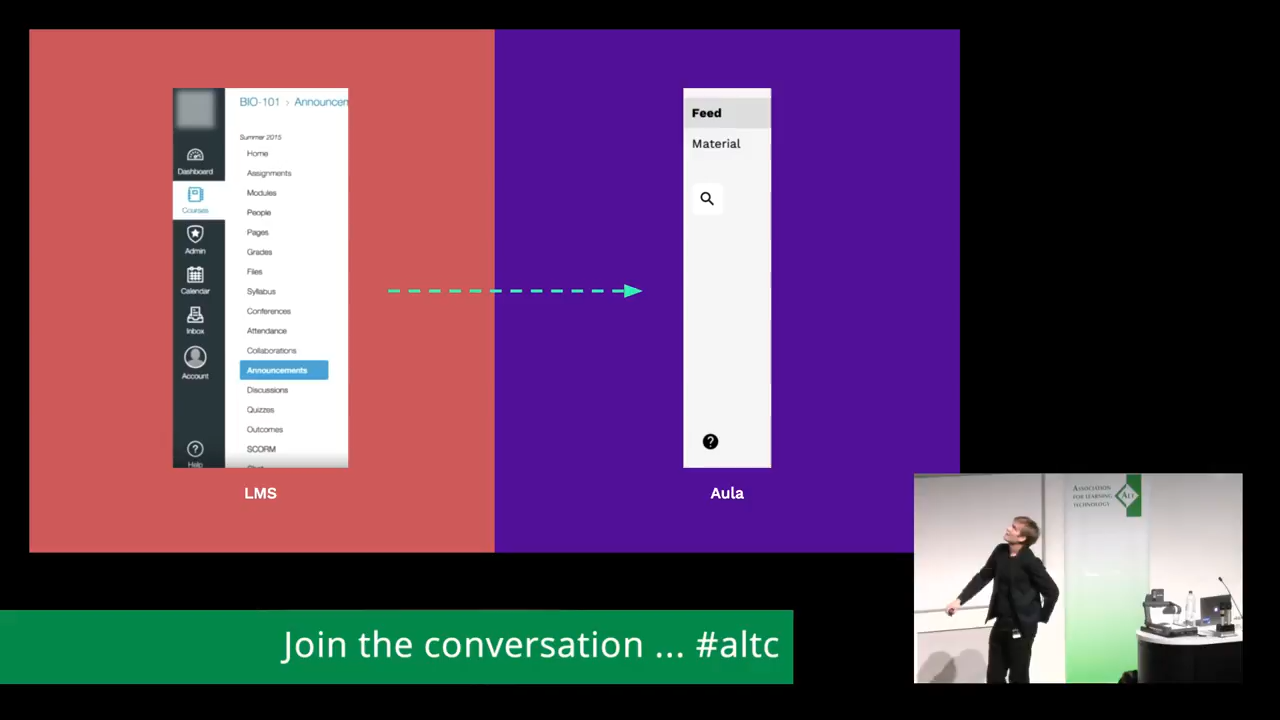 BIO-101 › Announcen
Summer 2015
Home
Assignments
Modules
People
Pages
Grades
Files
Syllabus
Conferences
Attendance
Collaborations
Announcements
Discussions
Quizzes
Outcomes
SCORM
Dashboard
Courses
Admin
Calendar
Inbox
Account
Help
LMS
Feed
Material
Aula
ASSOCIATION
FOR LEARNING
TECHNOLOGY
ALT
Join the conversation ... #altc